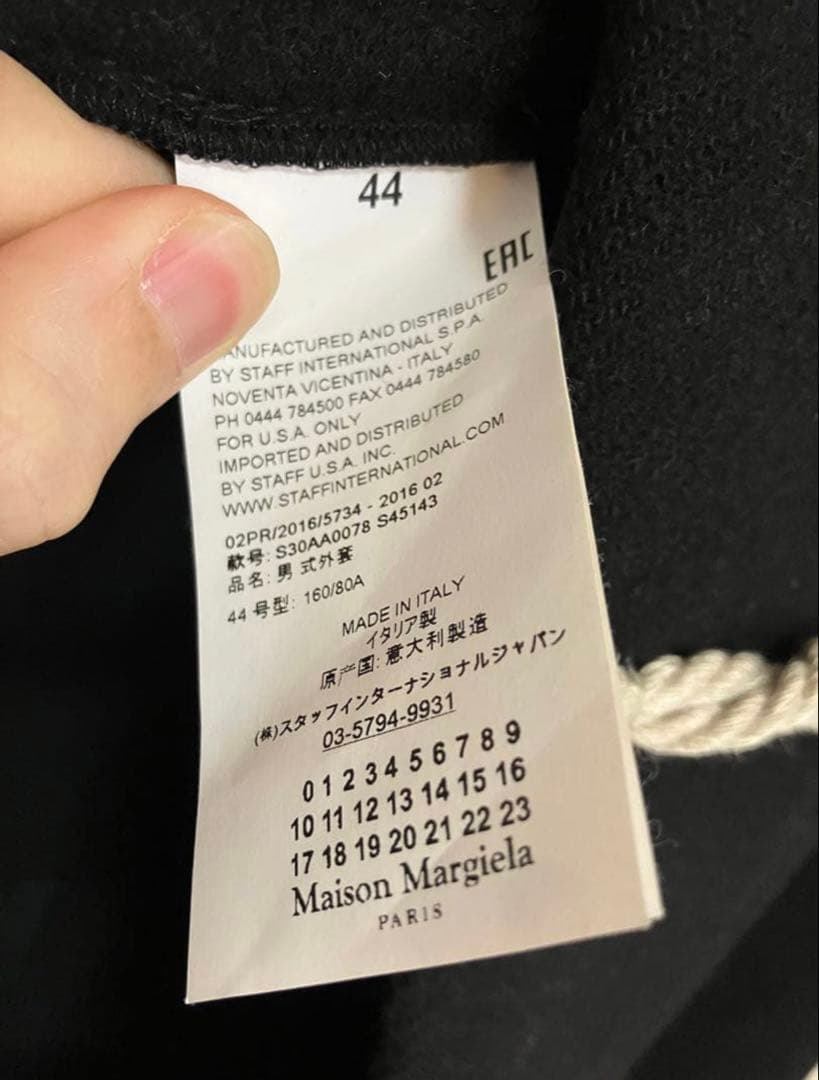 44
EAC
ANUFACTURED AND DISTRIBUTED
BY STAFF INTERNATIONAL S.P.A.
NOVENTA VICENTINA - ITALY
PH 0444 784500 FAX 0444 784580
FOR U.S.A. ONLY
IMPORTED AND DISTRIBUTED
BY STAFF U.S.A. INC.
WWW.STAFFINTERNATIONAL.COM
02PR/2016/5734 - 2016 02
款号: S30AA0078 S45143
品名: 男 式外套
44 号型: 160/80A
MADE IN ITALY
イタリア製
原产国: 意大利製造
(株)スタッフインターナショナルジャパン
03-5794-9931
0 1 2 3 4 5 6 7 8 9
10 11 12 13 14 15 16
17 18 19 20 21 22 23
Maison Margiela
PARIS